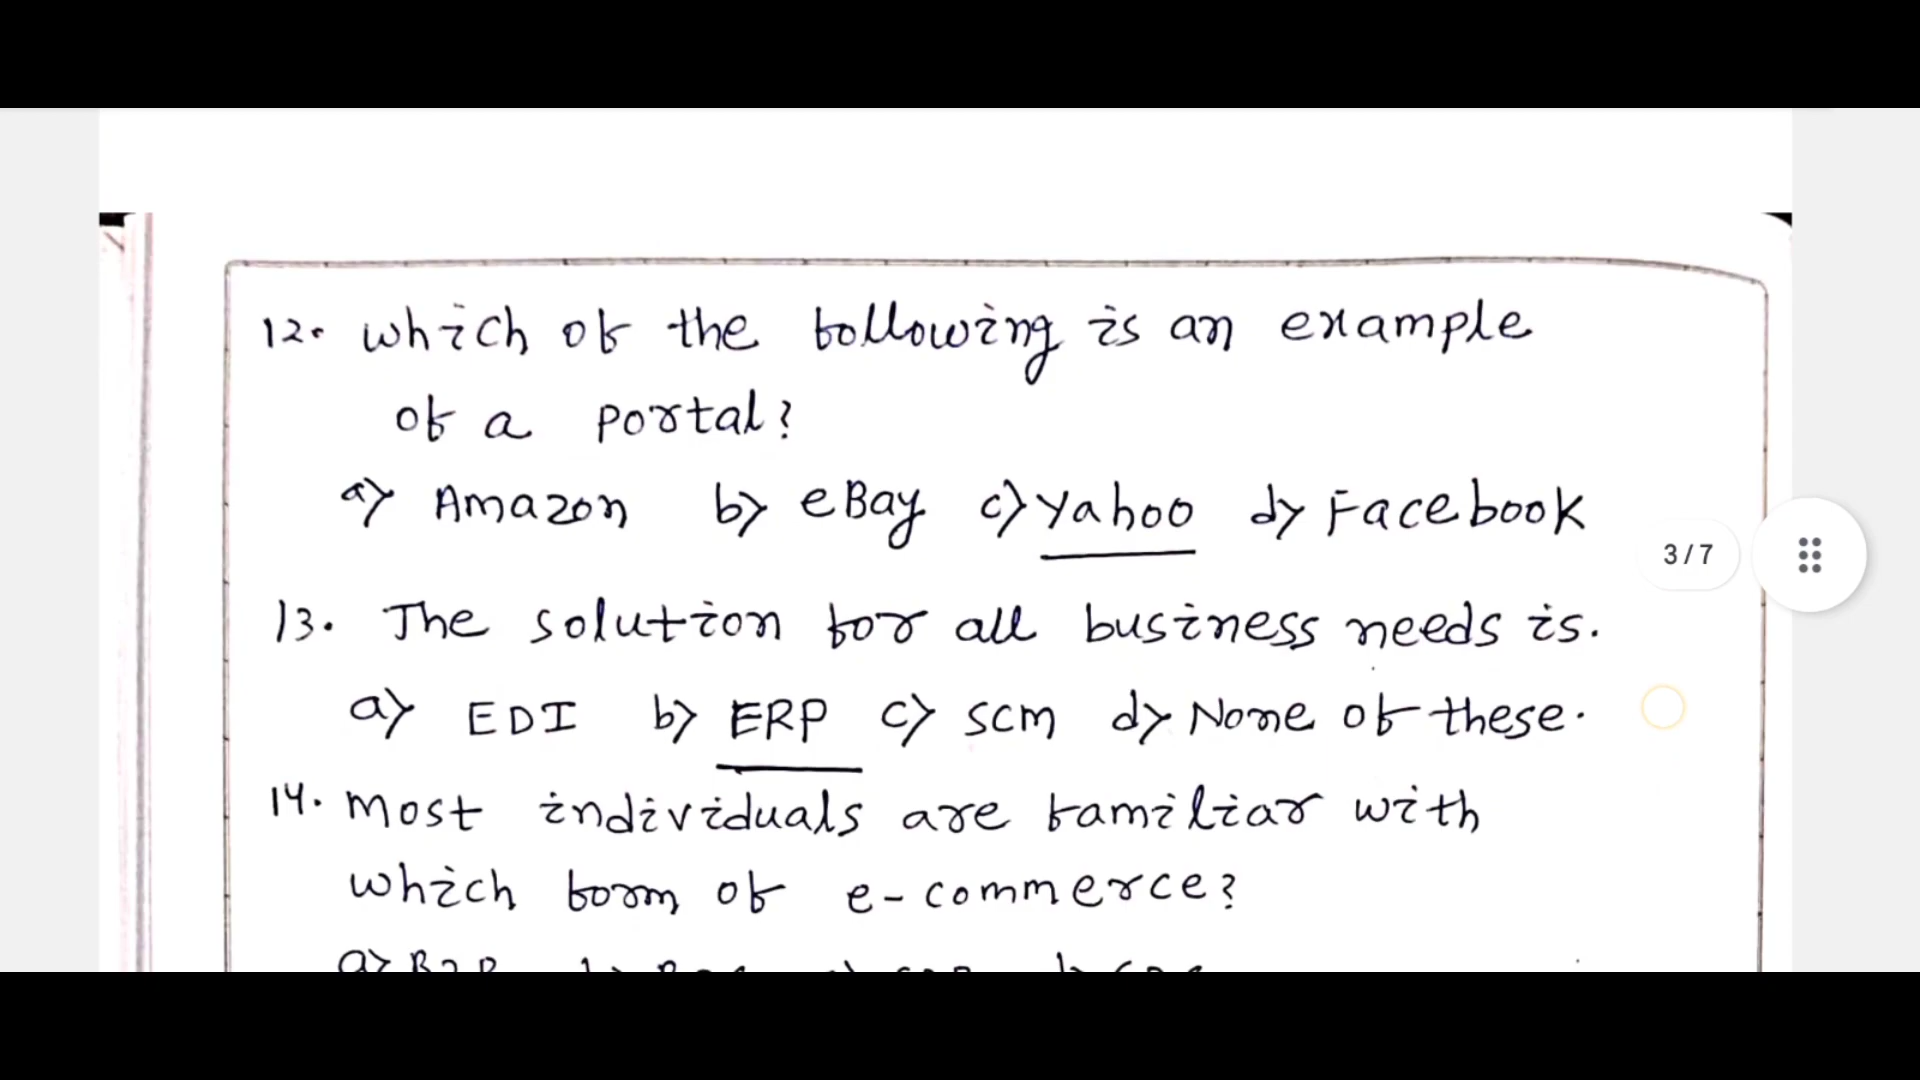 12. Which of the following is an example
of a portal?
a) Amazon b) eBay c) Yahoo d) Facebook
3 / 7
13. The solution for all business needs is.
a) EDI b) ERP c) SCM d) None of these.
14. Most individuals are familiar with
which form of e-commerce?